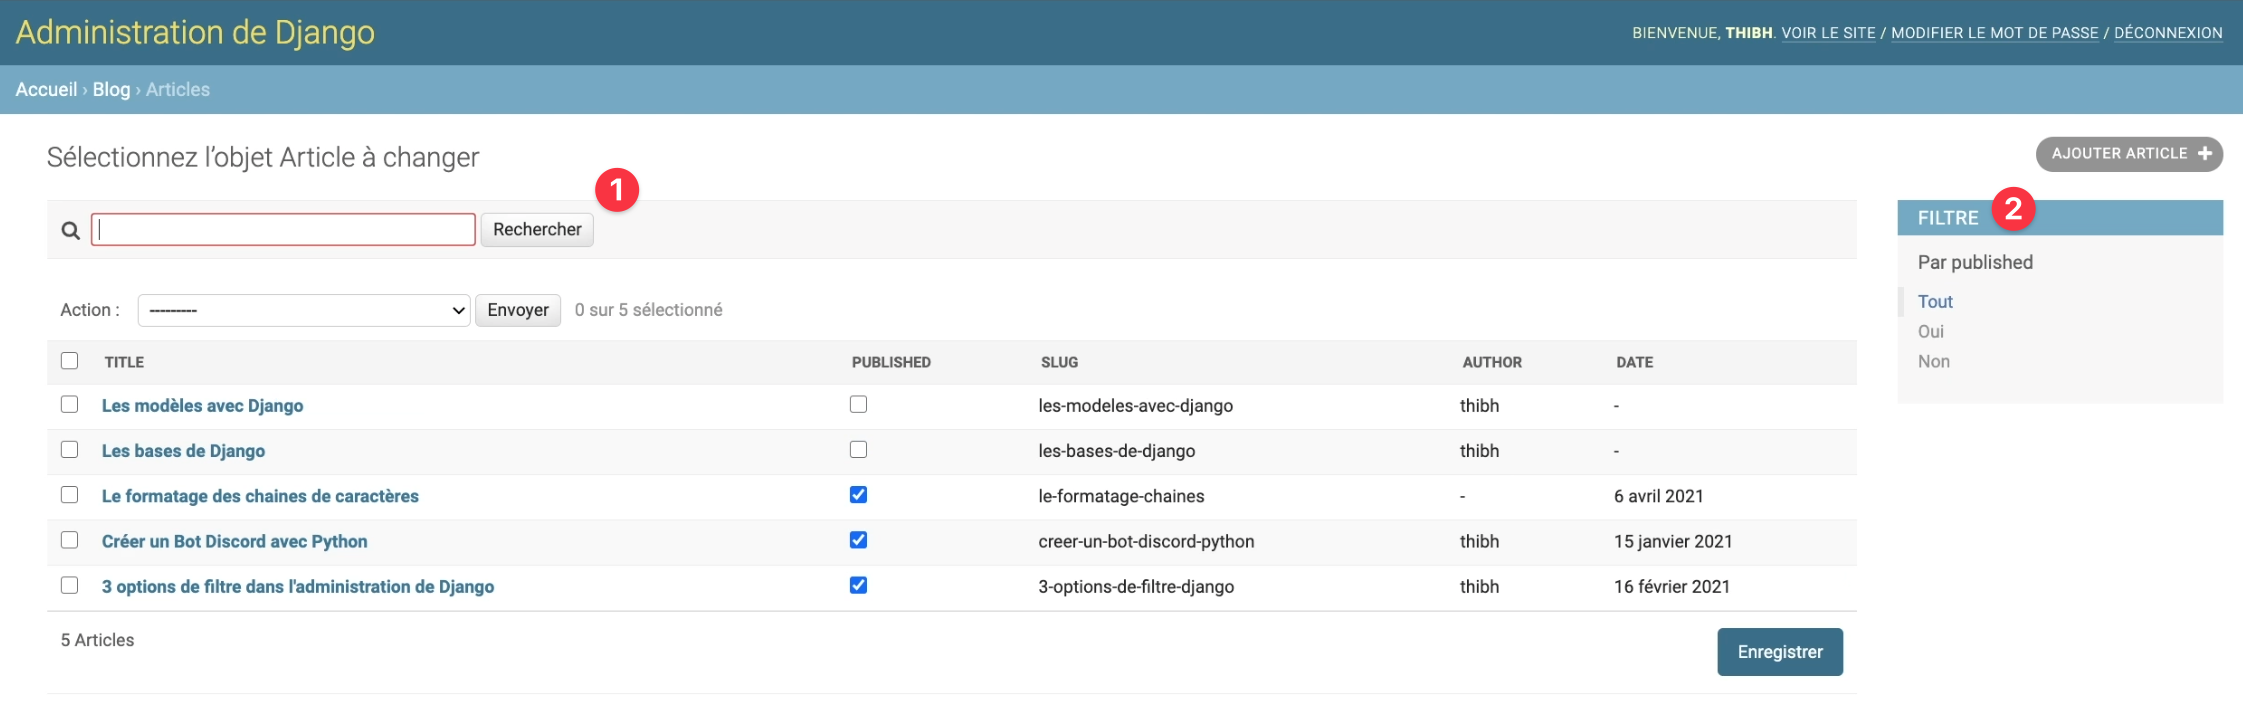 Administration de Django
BIENVENUE, THIBH. VOIR LE SITE / MODIFIER LE MOT DE PASSE / DÉCONNEXION
Accueil › Blog › Articles
Sélectionnez l'objet Article à changer
AJOUTER ARTICLE +
1
Rechercher
FILTRE 2
Par published
Tout
Oui
Non
Action : --------- Envoyer 0 sur 5 sélectionné
TITLE PUBLISHED SLUG AUTHOR DATE
Les modèles avec Django les-modeles-avec-django thibh -
Les bases de Django les-bases-de-django thibh -
Le formatage des chaines de caractères le-formatage-chaines - 6 avril 2021
Créer un Bot Discord avec Python creer-un-bot-discord-python thibh 15 janvier 2021
3 options de filtre dans l'administration de Django 3-options-de-filtre-django thibh 16 février 2021
5 Articles
Enregistrer